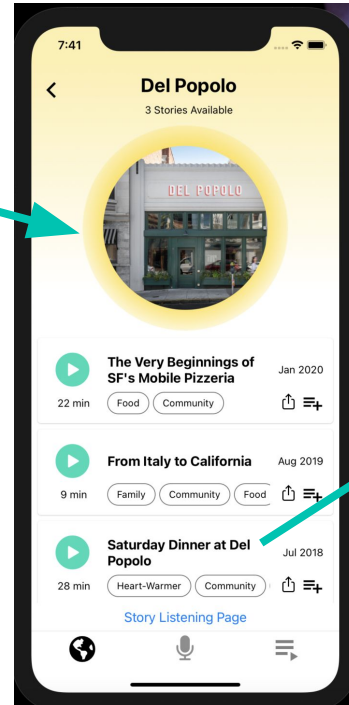 7:41
Del Popolo
3 Stories Available
DEL POPOLO
The Very Beginnings of
SF's Mobile Pizzeria
Jan 2020
22 min
Food
Community
From Italy to California
Aug 2019
9 min
Family
Community
Food
Saturday Dinner at Del
Popolo
Jul 2018
28 min
Heart-Warmer
Community
Story Listening Page